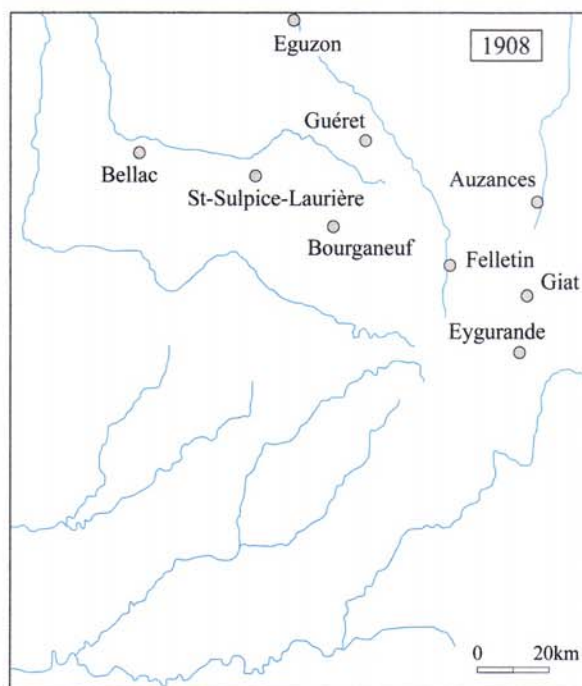 Eguzon
1908
Guéret
Bellac
St-Sulpice-Laurière
Auzances
Bourganeuf
Felletin
Giat
Eygurande
0 20km